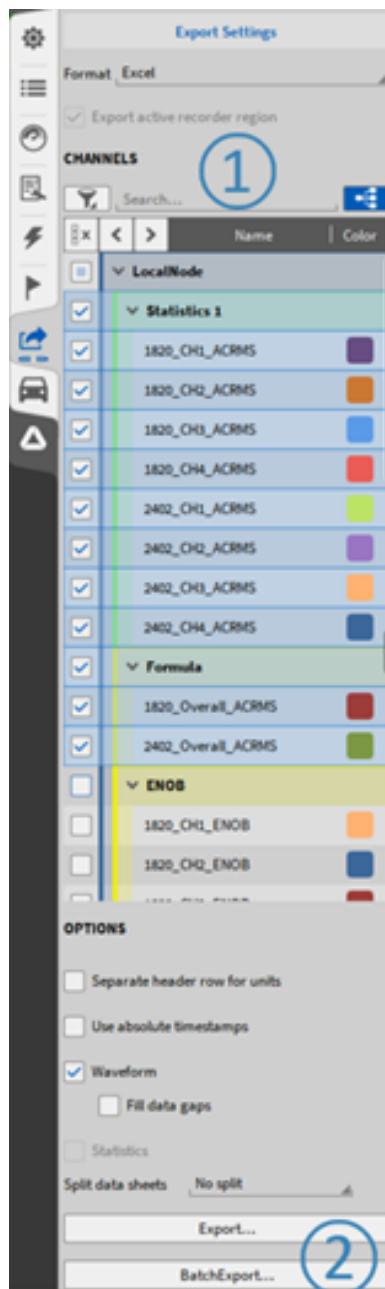 Export Settings
Format Excel
Export active recorder region
CHANNELS
1
Search...
x < > Name Color
LocalNode
Statistics 1
1820_CH1_ACRMS
1820_CH2_ACRMS
1820_CH3_ACRMS
1820_CH4_ACRMS
2402_CH1_ACRMS
2402_CH2_ACRMS
2402_CH3_ACRMS
2402_CH4_ACRMS
Formula
1820_Overall_ACRMS
2402_Overall_ACRMS
ENOB
1820_CH1_ENOB
1820_CH2_ENOB
OPTIONS
Separate header row for units
Use absolute timestamps
Waveform
Fill data gaps
Statistics
Split data sheets No split
Export...
2
BatchExport...